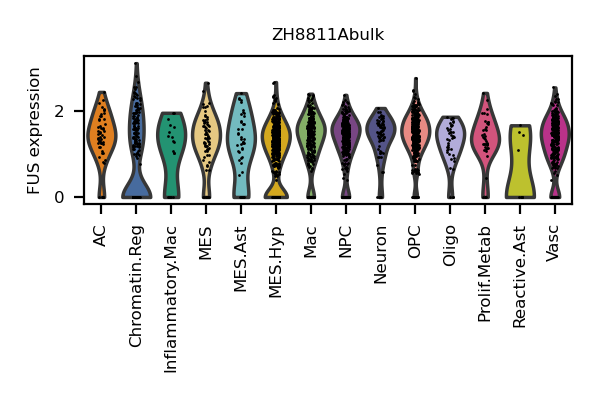 ZH8811Abulk
FUS expression
2
0
AC
Chromatin.Reg
Inflammatory.Mac
MES
MES.Ast
MES.Hyp
Mac
NPC
Neuron
OPC
Oligo
Prolif.Metab
Reactive.Ast
Vasc